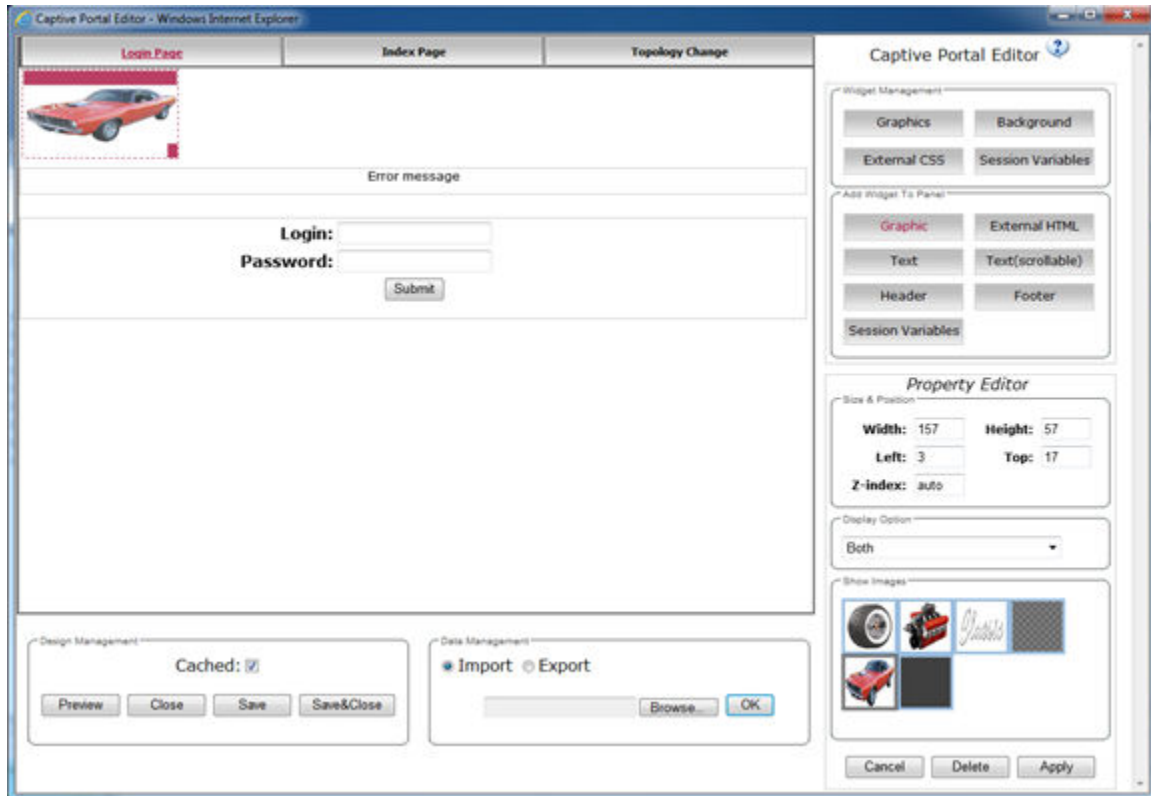 Captive Portal Editor - Windows Internet Explorer
Login Page
Index Page
Topology Change
Error message
Login:
Password:
Submit
Design Management
Cached:
Preview Close Save Save&Close
Data Management
Import Export
Browse... OK
Captive Portal Editor
Widget Management
Graphics Background
External CSS Session Variables
Add Widget To Panel
Graphic External HTML
Text Text(scrollable)
Header Footer
Session Variables
Property Editor
Size & Position
Width: 157 Height: 57
Left: 3 Top: 17
Z-index: auto
Display Option
Both
Show Images
Cancel Delete Apply